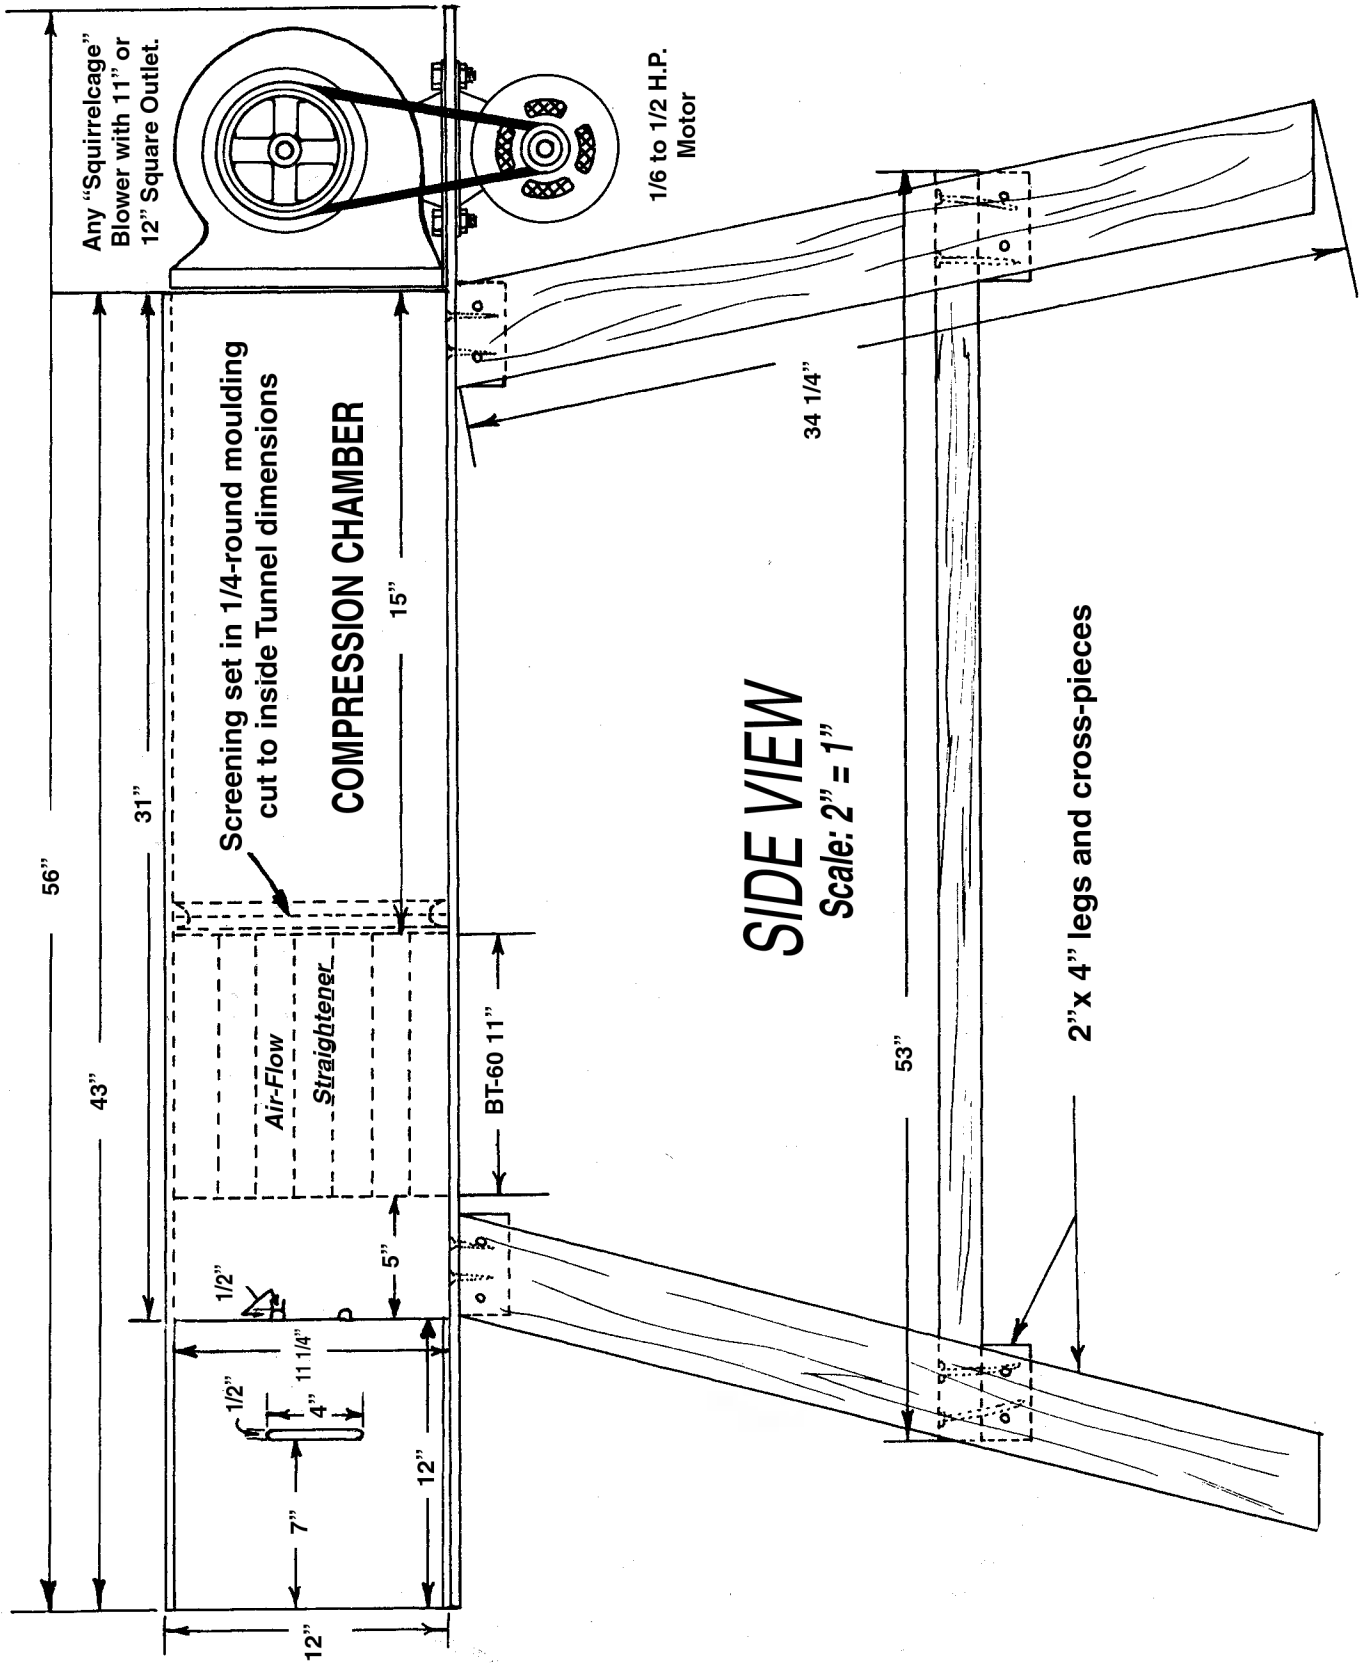 56”
43”
31”
Any “Squirrelcage”
Blower with 11” or
12” Square Outlet.
Screening set in 1/4-round moulding
cut to inside Tunnel dimensions
COMPRESSION CHAMBER
15”
Air-Flow
Straightener
BT-60 11”
5”
1/2”
11 1/4”
1/2”
4”
7”
12”
12”
1/6 to 1/2 H.P.
Motor
34 1/4”
SIDE VIEW
Scale: 2” = 1”
53”
2”x 4” legs and cross-pieces